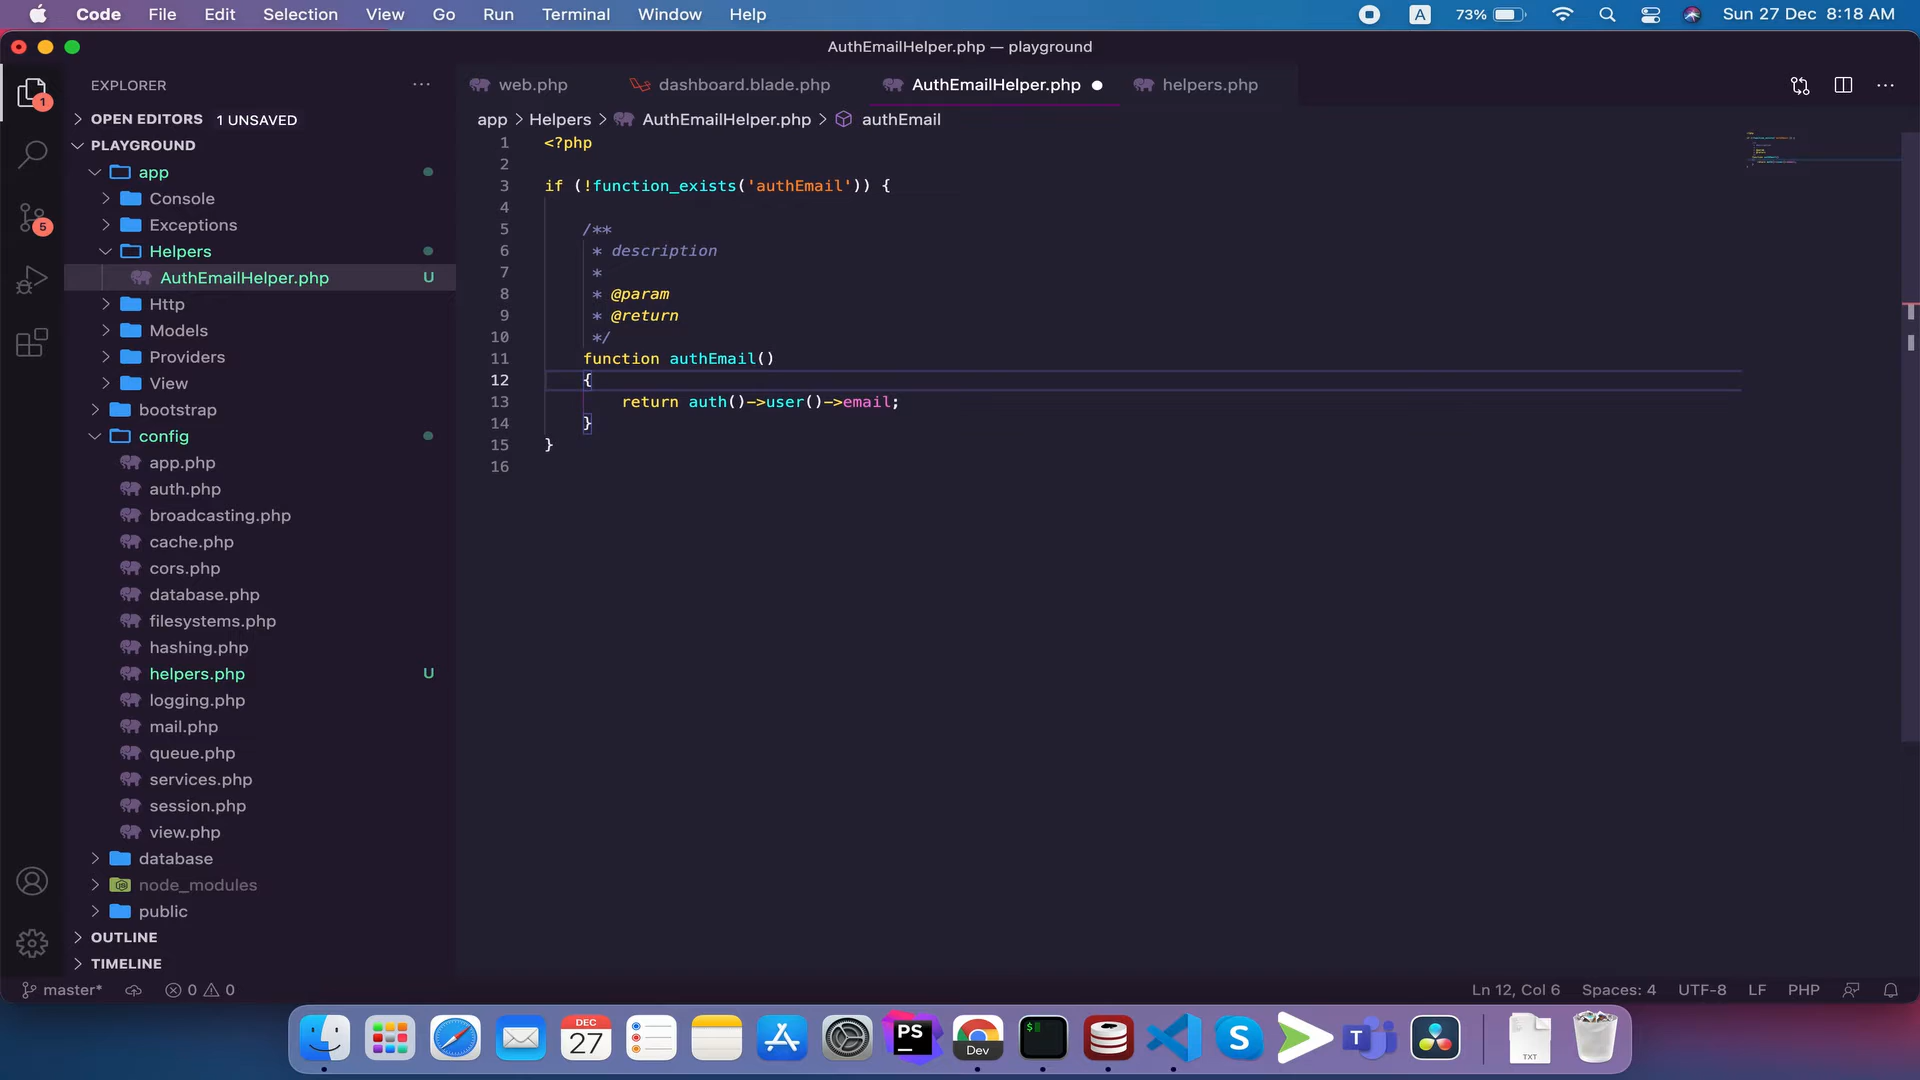 Code File Edit Selection View Go Run Terminal Window Help
A 73% Sun 27 Dec 8:18 AM
AuthEmailHelper.php — playground
EXPLORER
OPEN EDITORS 1 UNSAVED
PLAYGROUND
app
Console
Exceptions
Helpers
AuthEmailHelper.php U
Http
Models
Providers
View
bootstrap
config
app.php
auth.php
broadcasting.php
cache.php
cors.php
database.php
filesystems.php
hashing.php
helpers.php U
logging.php
mail.php
queue.php
services.php
session.php
view.php
database
node_modules
public
OUTLINE
TIMELINE
1
5
web.php dashboard.blade.php AuthEmailHelper.php helpers.php
app > Helpers > AuthEmailHelper.php > authEmail
1 <?php
2
3 if (!function_exists('authEmail')) {
4
5 /**
6 * description
7 *
8 * @param
9 * @return
10 */
11 function authEmail()
12 {
13 return auth()->user()->email;
14 }
15 }
16
master* 0 0 Ln 12, Col 6 Spaces: 4 UTF-8 LF PHP
DEC
27
PS
Dev
$
S
T
TXT